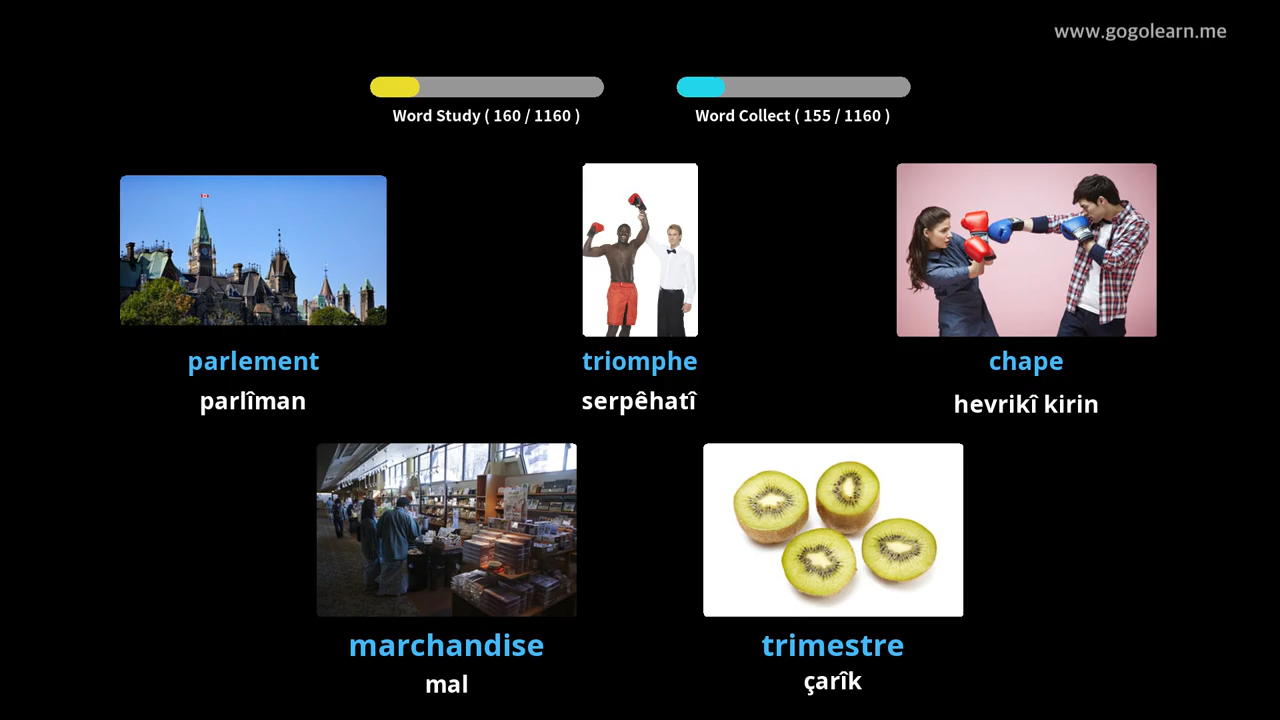 www.gogolearn.me
Word Study ( 160 / 1160 )
Word Collect ( 155 / 1160 )
parlement
parlîman
triomphe
serpêhatî
chape
hevrikî kirin
marchandise
mal
trimestre
çarîk